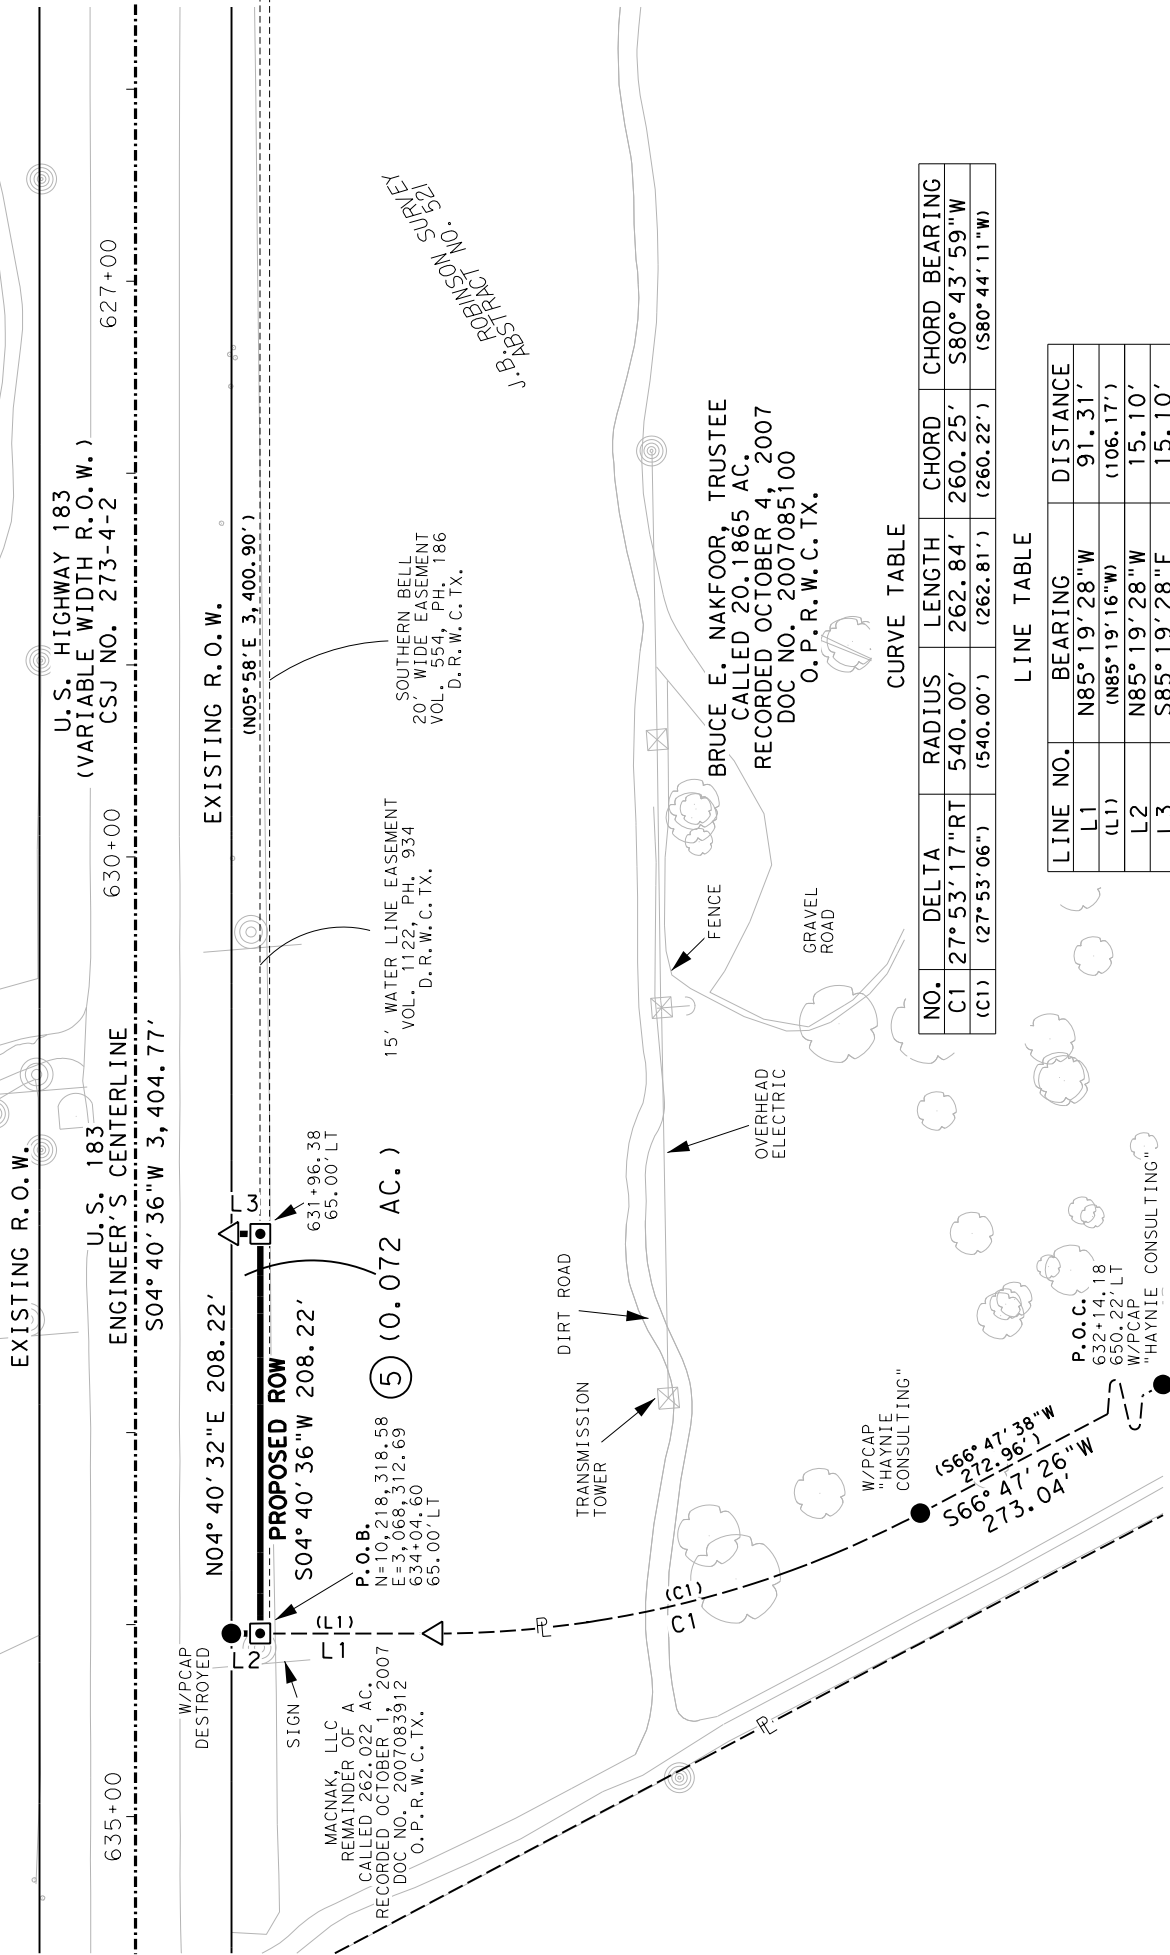 EXISTING R.O.W.
U.S. HIGHWAY 183
(VARIABLE WIDTH R.O.W.)
CSJ NO. 273-4-2
635+00
630+00
627+00
U.S. 183
ENGINEER'S CENTERLINE
S04°40'36"W 3,404.77'
EXISTING R.O.W.
(N05°58'E 3,400.90')
N04°40'32"E 208.22'
PROPOSED ROW
S04°40'36"W 208.22'
W/PCAP
DESTROYED
L2
L3
SIGN
(L1)
L1
631+96.38
65.00'LT
5 (0.072 AC.)
P.O.B.
N=10,218,318.58
E=3,068,312.69
634+04.60
65.00'LT
MACNAK, LLC
REMAINDER OF A
CALLED 262.022 AC.
RECORDED OCTOBER 1, 2007
DOC NO. 2007083912
O.P.R.W.C.TX.
15' WATER LINE EASEMENT
VOL. 1122, PH. 934
D.R.W.C.TX.
SOUTHERN BELL
20' WIDE EASEMENT
VOL. 554, PH. 186
D.R.W.C.TX.
J.B. ROBINSON SURVEY
ABSTRACT NO. 521
DIRT ROAD
TRANSMISSION
TOWER
OVERHEAD
ELECTRIC
FENCE
GRAVEL
ROAD
BRUCE E. NAKFOOR, TRUSTEE
CALLED 20.1865 AC.
RECORDED OCTOBER 4, 2007
DOC NO. 2007085100
O.P.R.W.C.TX.
PL
(C1)
C1
PL
W/PCAP
"HAYNIE
CONSULTING"
(S66°47'38"W
272.96')
S66°47'26"W
273.04'
P.O.C.
632+14.18
650.22'LT
W/PCAP
"HAYNIE CONSULTING"
CURVE TABLE
NO. DELTA RADIUS LENGTH CHORD CHORD BEARING
C1 27°53'17"RT 540.00' 262.84' 260.25' S80°43'59"W
(C1) (27°53'06") (540.00') (262.81') (260.22') (S80°44'11"W)
LINE TABLE
LINE NO. BEARING DISTANCE
L1 N85°19'28"W 91.31'
(L1) (N85°19'16"W) (106.17')
L2 N85°19'28"W 15.10'
L3 S85°19'28"E 15.10'